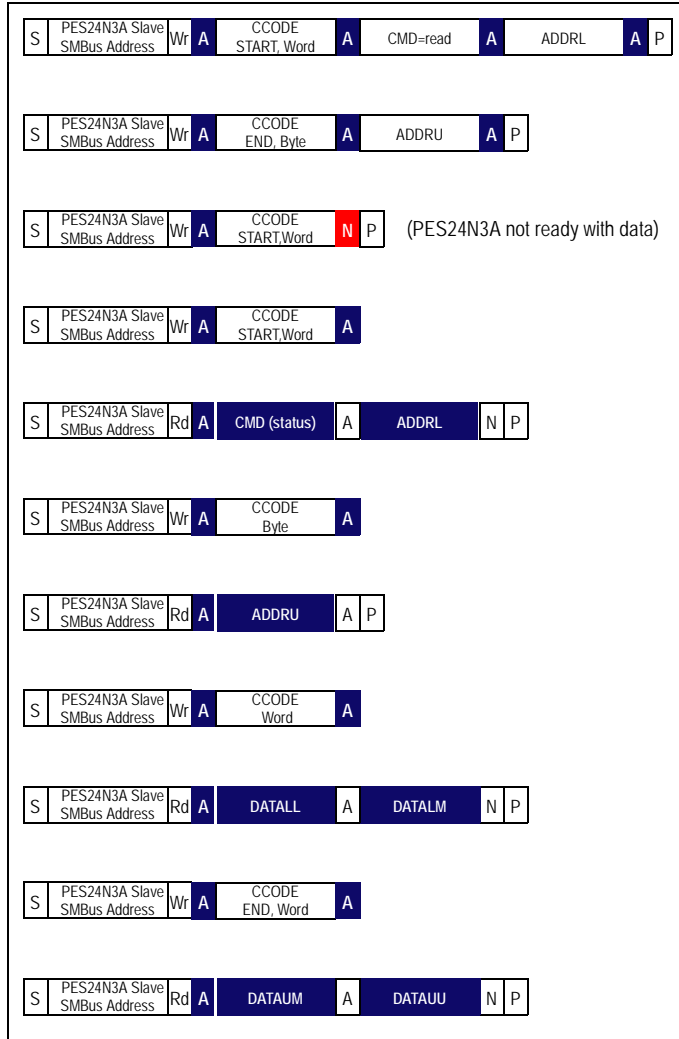 S PES24N3A Slave SMBus Address Wr A CCODE START, Word A CMD=read A ADDRL A P
S PES24N3A Slave SMBus Address Wr A CCODE END, Byte A ADDRU A P
S PES24N3A Slave SMBus Address Wr A CCODE START,Word N P (PES24N3A not ready with data)
S PES24N3A Slave SMBus Address Wr A CCODE START,Word A
S PES24N3A Slave SMBus Address Rd A CMD (status) A ADDRL N P
S PES24N3A Slave SMBus Address Wr A CCODE Byte A
S PES24N3A Slave SMBus Address Rd A ADDRU A P
S PES24N3A Slave SMBus Address Wr A CCODE Word A
S PES24N3A Slave SMBus Address Rd A DATALL A DATALM N P
S PES24N3A Slave SMBus Address Wr A CCODE END, Word A
S PES24N3A Slave SMBus Address Rd A DATAUM A DATAUU N P